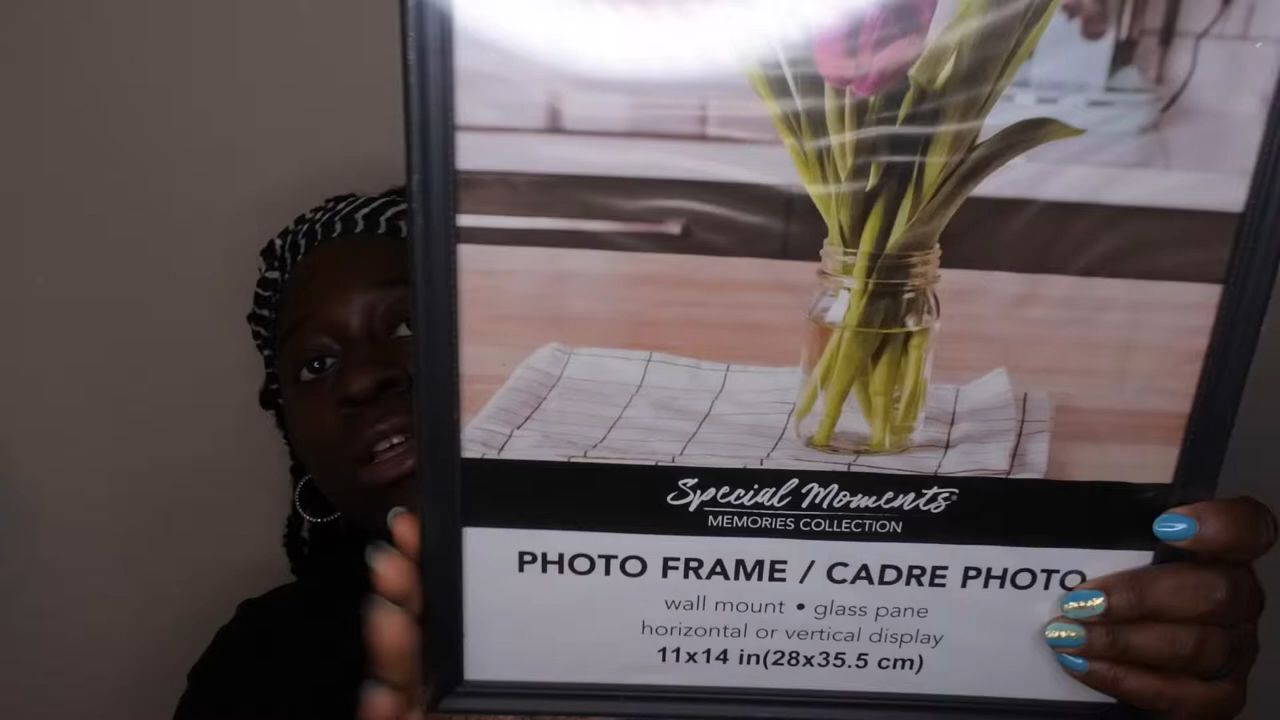 Special Moments
MEMORIES COLLECTION
PHOTO FRAME / CADRE PHOTO
wall mount • glass pane
horizontal or vertical display
11x14 in(28x35.5 cm)